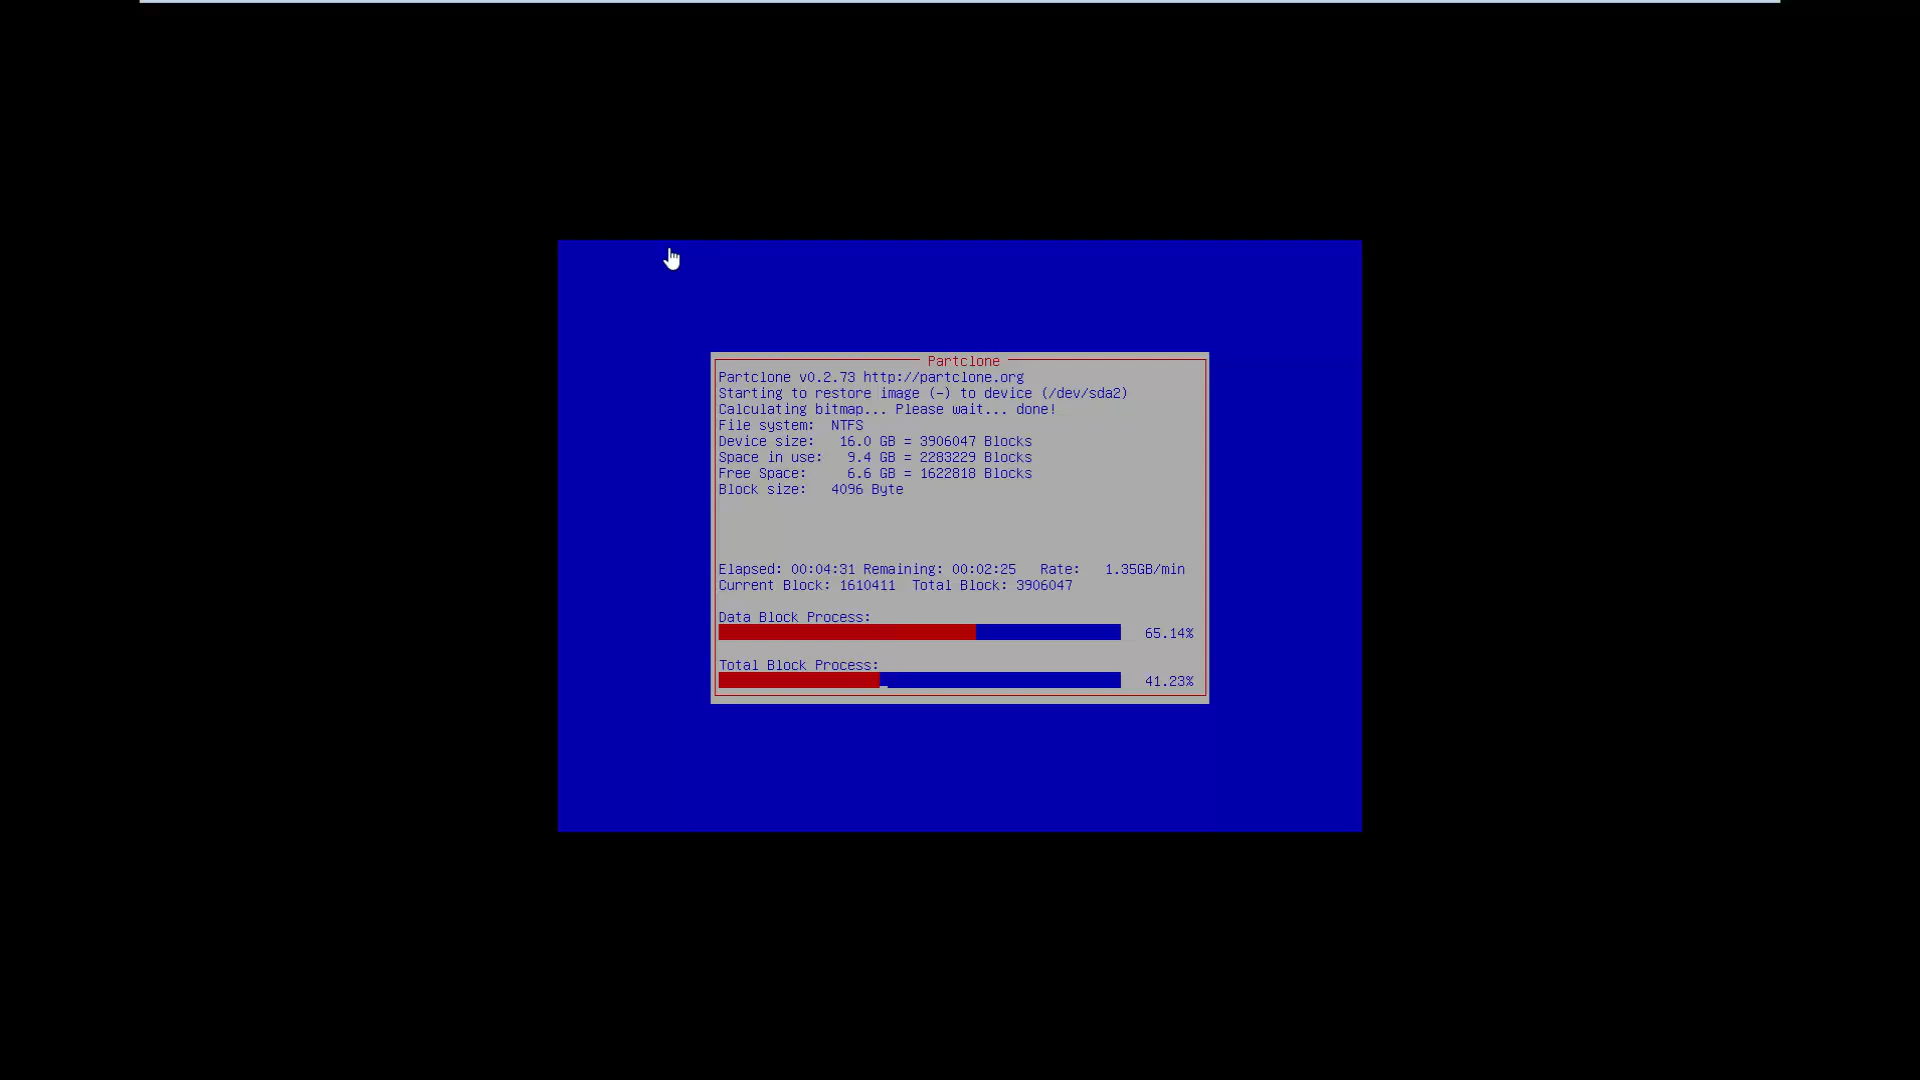 Partclone
Partclone v0.2.73 http://partclone.org
Starting to restore image (-) to device (/dev/sda2)
Calculating bitmap... Please wait... done!
File system:  NTFS
Device size:   16.0 GB = 3906047 Blocks
Space in use:   9.4 GB = 2283229 Blocks
Free Space:     6.6 GB = 1622818 Blocks
Block size:   4096 Byte
Elapsed: 00:04:31 Remaining: 00:02:25   Rate:   1.35GB/min
Current Block: 1610411  Total Block: 3906047
Data Block Process:
65.14%
Total Block Process:
41.23%